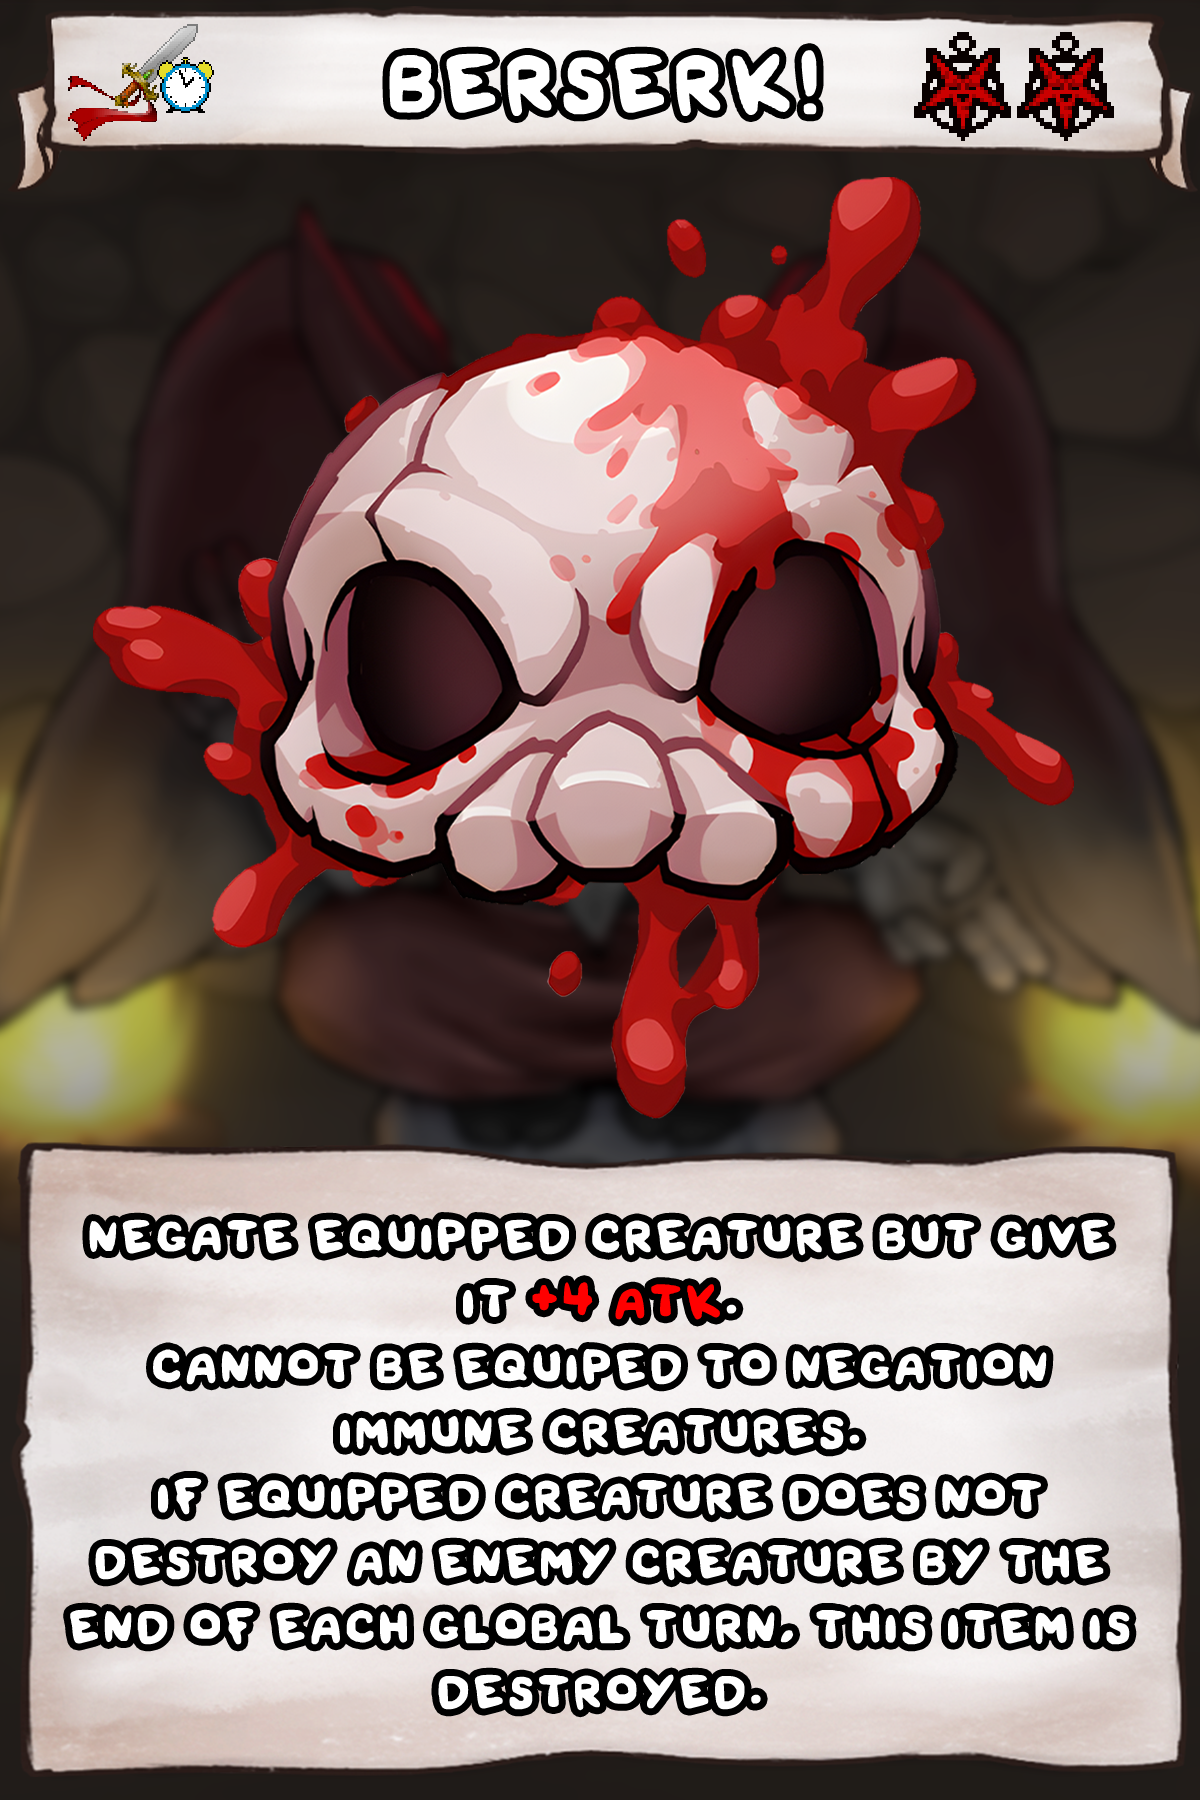 BERSERK!
NEGATE EQUIPPED CREATURE BUT GIVE
IT +4 ATK.
CANNOT BE EQUIPED TO NEGATION
IMMUNE CREATURES.
IF EQUIPPED CREATURE DOES NOT
DESTROY AN ENEMY CREATURE BY THE
END OF EACH GLOBAL TURN, THIS ITEM IS
DESTROYED.